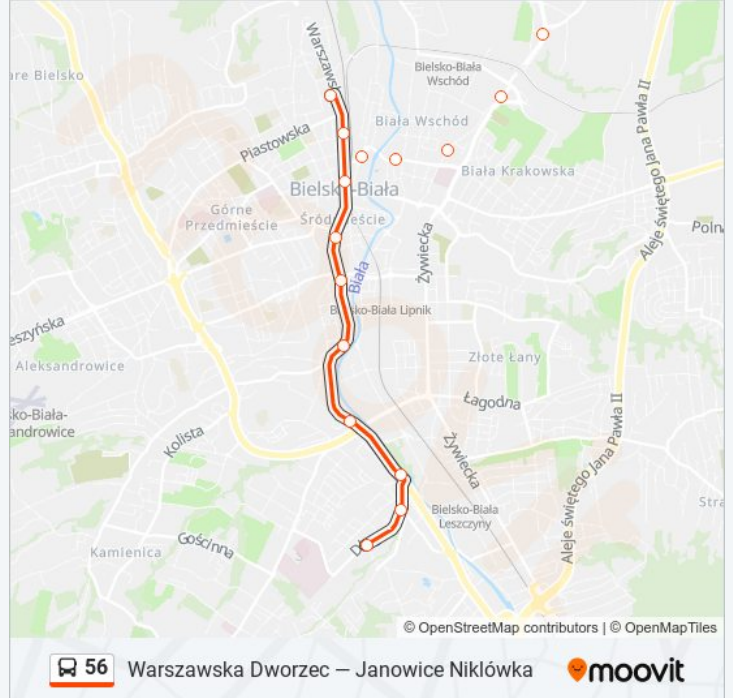 Warszawsk
Bielsko-Biała
Wschód
are Bielsko
Aleje świętego Jana Pawła II
Biała Wschód
Piastowska
Biała Krakowska
Bielsko-Biała
Górne
Przedmieście
Śródmieście
Żywiecka
Poln
Biała
Bielsko-Biała Lipnik
eszyńska
Złote Łany
Aleksandrowice
Łagodna
sko-Biała-
androwice
Kolista
Żywiecka
Aleje świętego Jana Pawła II
Stra
Bielsko-Biała
Leszczyny
Gościnna
Kamienica
© OpenStreetMap contributors | © OpenMapTiles
56 Warszawska Dworzec — Janowice Niklówka moovit